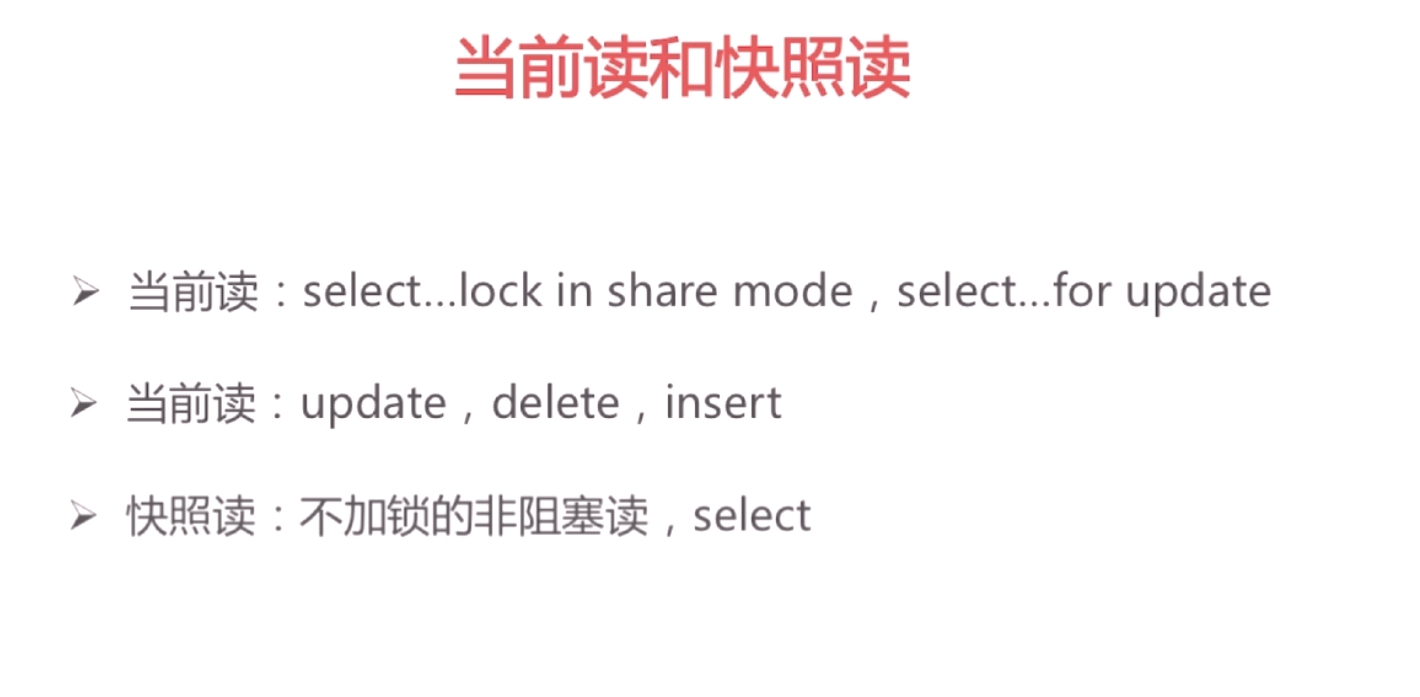 当前读和快照读
➢ 当前读：select...lock in share mode，select...for update
➢ 当前读：update，delete，insert
➢ 快照读：不加锁的非阻塞读，select